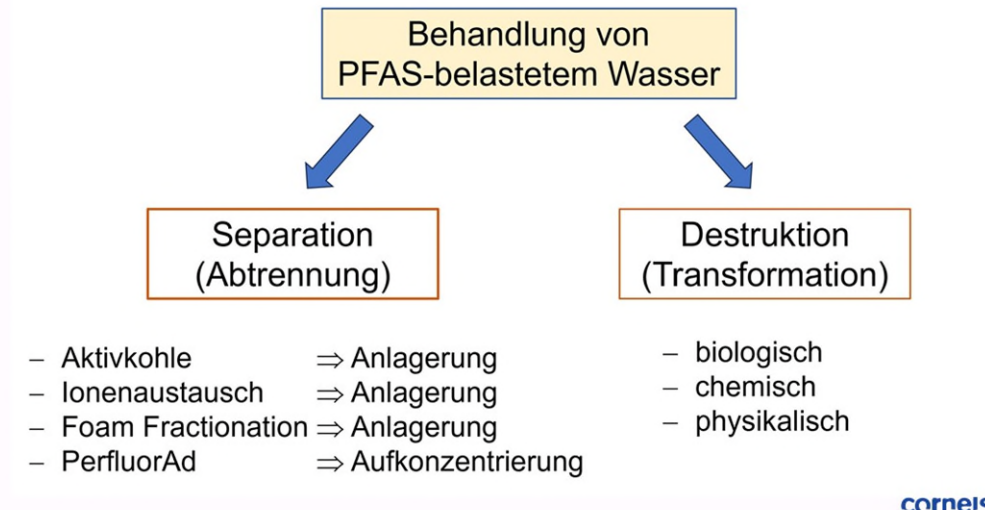 Behandlung von
PFAS-belastetem Wasser
Separation
(Abtrennung)
Destruktion
(Transformation)
– Aktivkohle ⇒ Anlagerung
– Ionenaustausch ⇒ Anlagerung
– Foam Fractionation ⇒ Anlagerung
– PerfluorAd ⇒ Aufkonzentrierung
– biologisch
– chemisch
– physikalisch